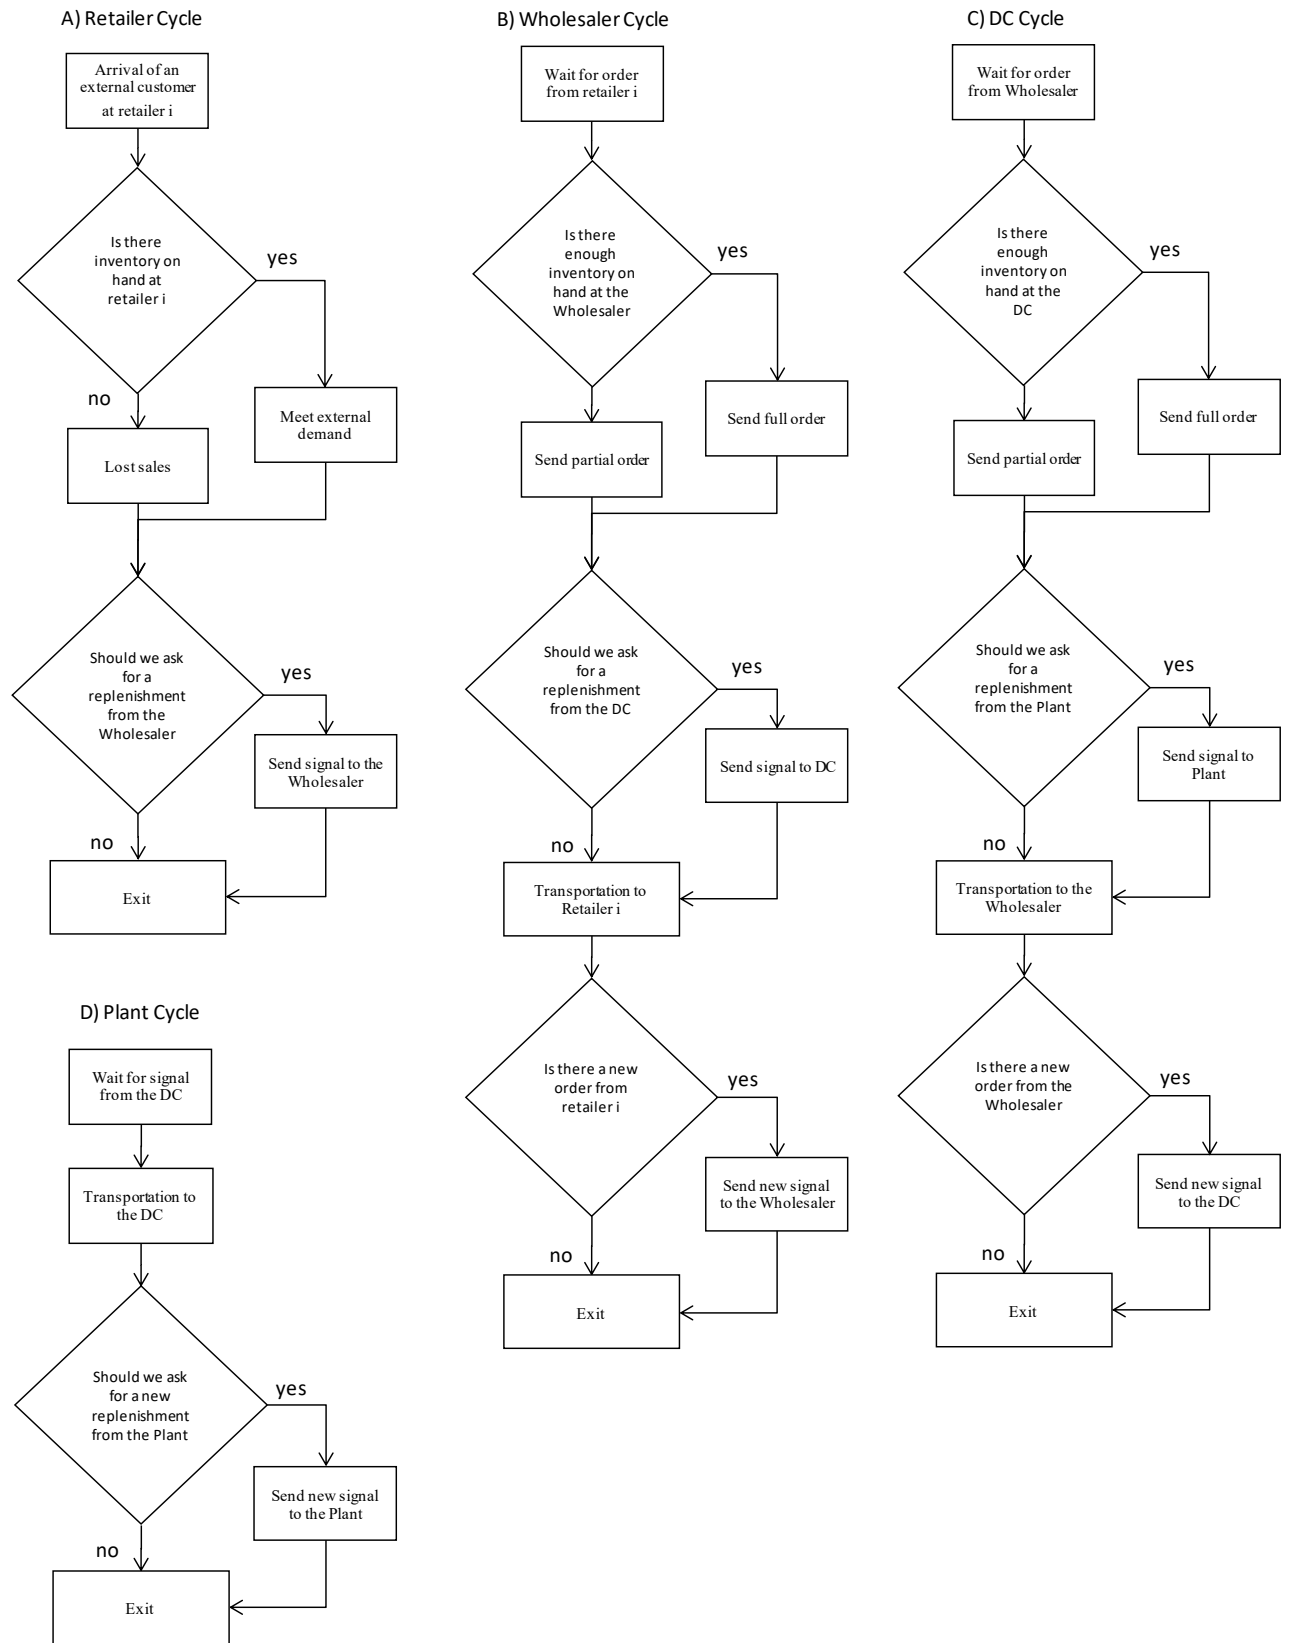 A) Retailer Cycle
Arrival of an
external customer
at retailer i
Is there
inventory on
hand at
retailer i
yes
no
Meet external
demand
Lost sales
Should we ask
for a
replenishment
from the
Wholesaler
yes
Send signal to the
Wholesaler
no
Exit
B) Wholesaler Cycle
Wait for order
from retailer i
Is there
enough
inventory on
hand at the
Wholesaler
yes
Send full order
Send partial order
Should we ask
for a
replenishment
from the DC
yes
Send signal to DC
no
Transportation to
Retailer i
Is there a new
order from
retailer i
yes
Send new signal
to the Wholesaler
no
Exit
C) DC Cycle
Wait for order
from Wholesaler
Is there
enough
inventory on
hand at the
DC
yes
Send full order
Send partial order
Should we ask
for a
replenishment
from the Plant
yes
Send signal to
Plant
no
Transportation to the
Wholesaler
Is there a new
order from the
Wholesaler
yes
Send new signal
to the DC
no
Exit
D) Plant Cycle
Wait for signal
from the DC
Transportation to
the DC
Should we ask
for a new
replenishment
from the Plant
yes
Send new signal
to the Plant
no
Exit